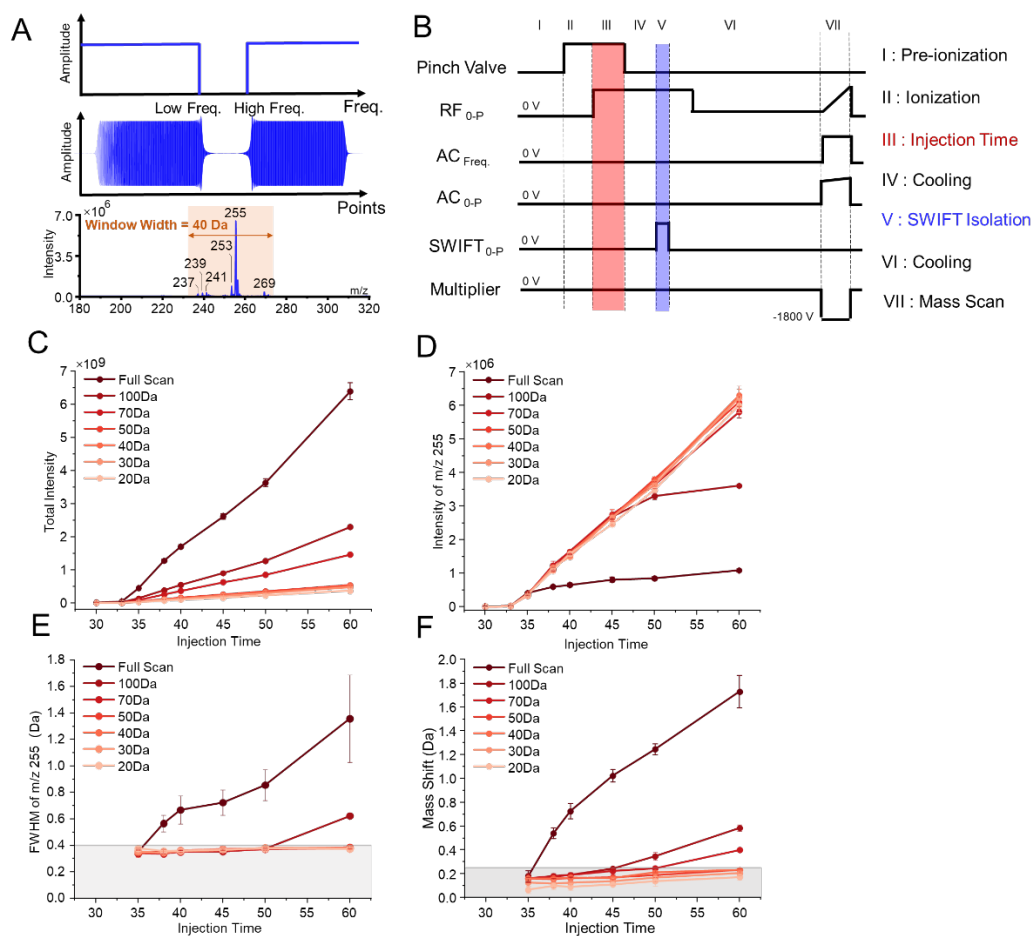 A
Amplitude
Low Freq. High Freq. Freq.
Amplitude
Points
×10⁶
Window Width = 40 Da
Intensity
7.0
3.5
0.0
255
253
239
241
237
269
m/z
180 200 220 240 260 280 300 320
B
I II III IV V VI VII
Pinch Valve
RF 0-P 0 V
AC Freq. 0 V
AC 0-P 0 V
SWIFT 0-P 0 V
Multiplier 0 V
-1800 V
I : Pre-ionization
II : Ionization
III : Injection Time
IV : Cooling
V : SWIFT Isolation
VI : Cooling
VII : Mass Scan
C
×10⁹
Total Intensity
7
6
5
4
3
2
1
0
Full Scan
100Da
70Da
50Da
40Da
30Da
20Da
30 35 40 45 50 55 60
Injection Time
D
×10⁶
Intensity of m/z 255
7
6
5
4
3
2
1
0
Full Scan
100Da
70Da
50Da
40Da
30Da
20Da
30 35 40 45 50 55 60
Injection Time
E
FWHM of m/z 255 (Da)
1.8
1.6
1.4
1.2
1.0
0.8
0.6
0.4
0.2
0.0
Full Scan
100Da
70Da
50Da
40Da
30Da
20Da
30 35 40 45 50 55 60
Injection Time
F
Mass Shift (Da)
2.0
1.8
1.6
1.4
1.2
1.0
0.8
0.6
0.4
0.2
0.0
Full Scan
100Da
70Da
50Da
40Da
30Da
20Da
30 35 40 45 50 55 60
Injection Time